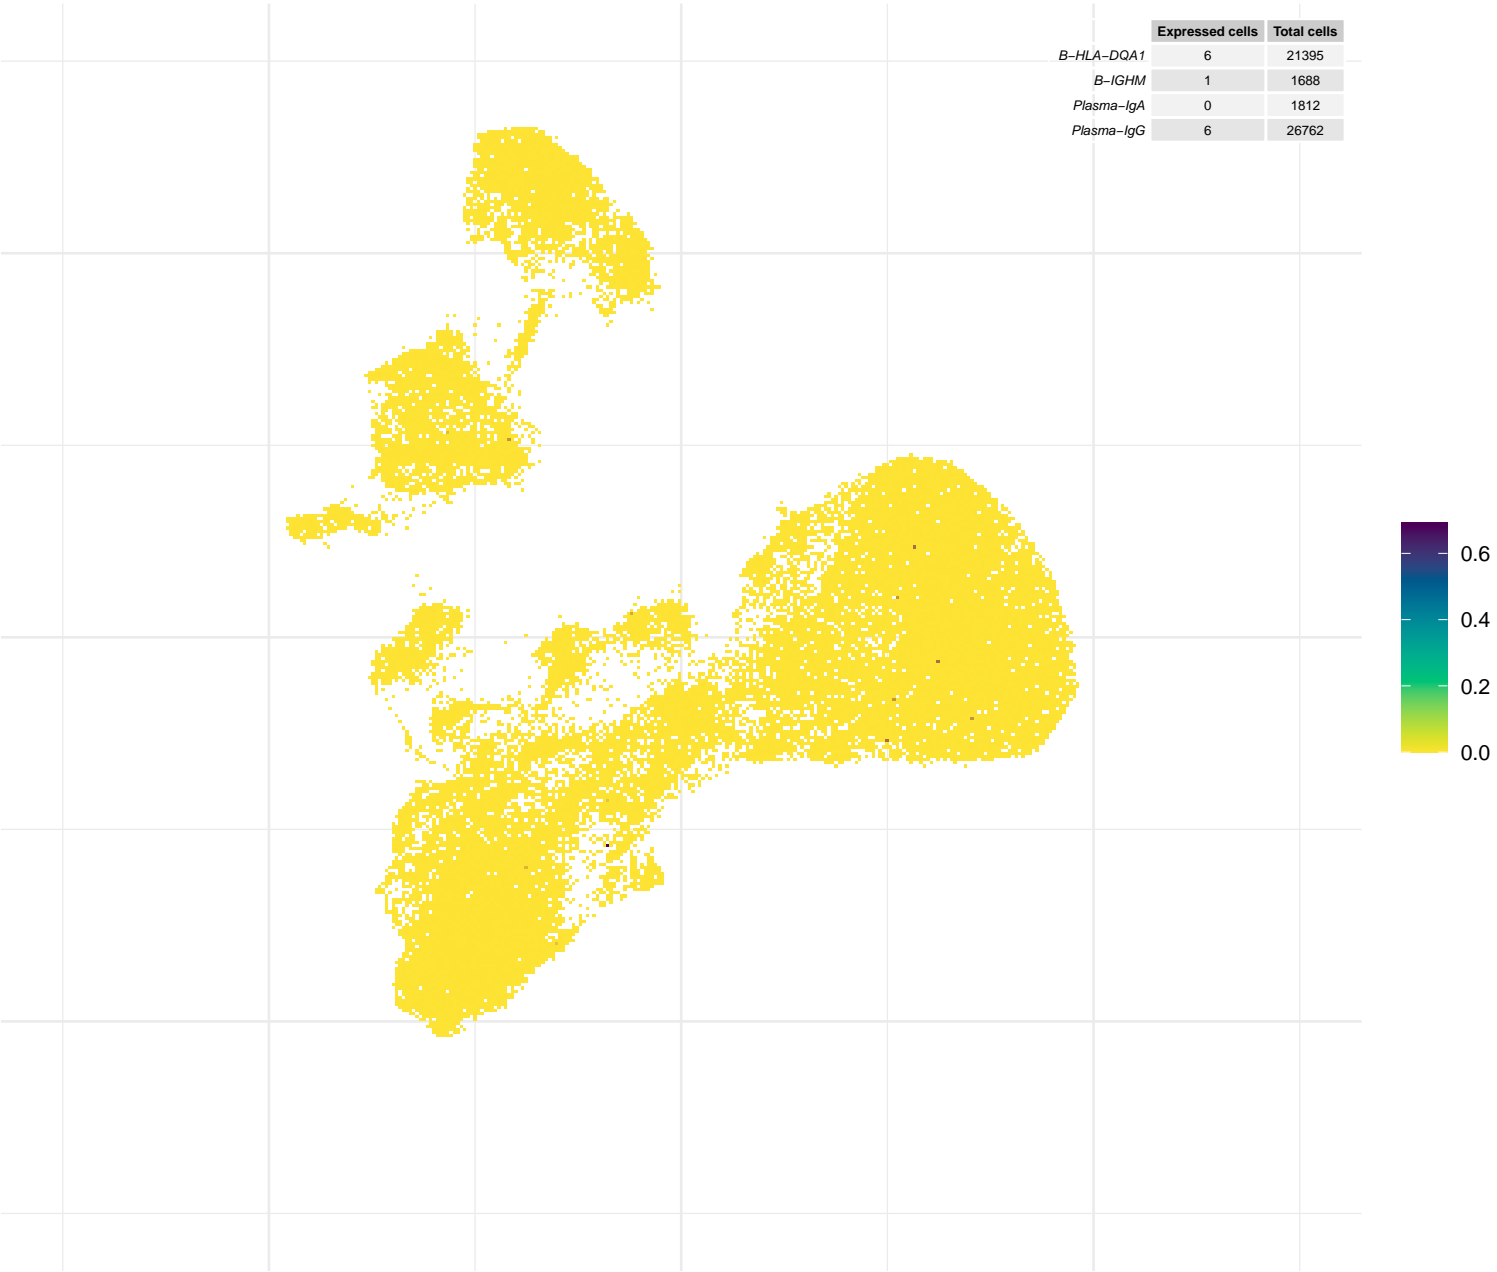 Expressed cells Total cells
B−HLA−DQA1 6 21395
B−IGHM 1 1688
Plasma−IgA 0 1812
Plasma−IgG 6 26762
0.6
0.4
0.2
0.0